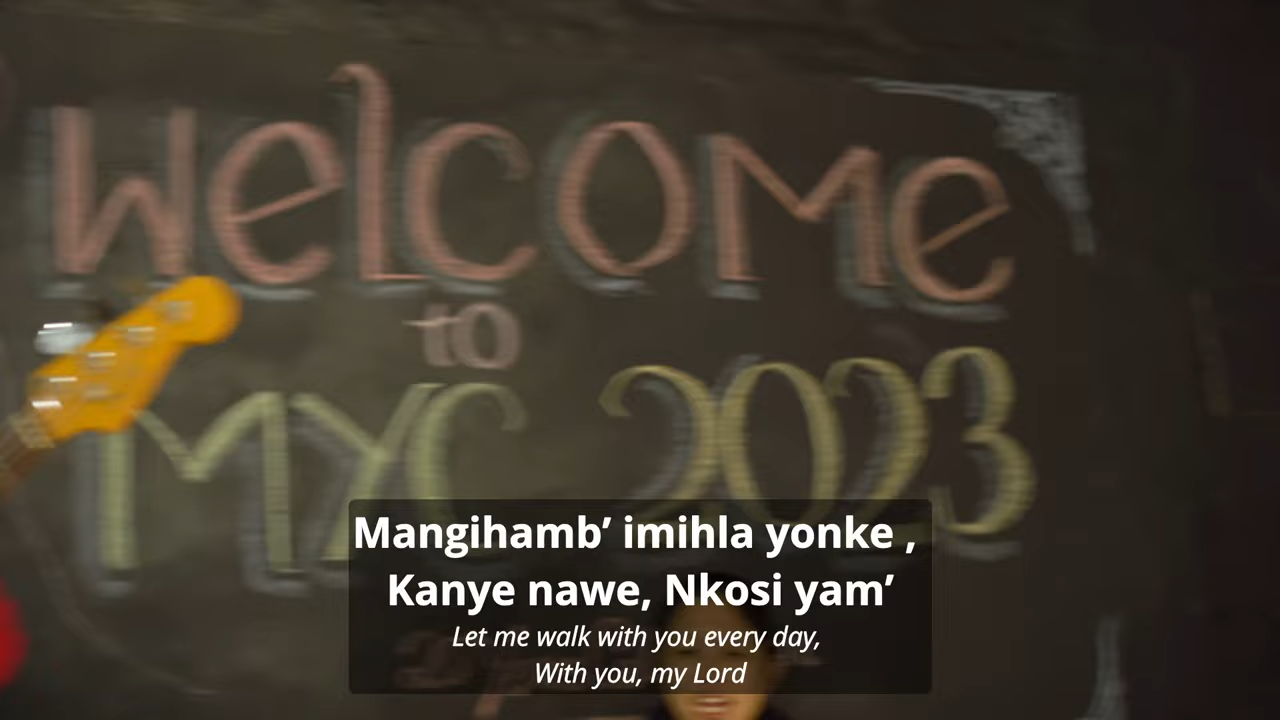 welcome
to
MYC 2023
Mangihamb’ imihla yonke ,
Kanye nawe, Nkosi yam’
Let me walk with you every day,
With you, my Lord